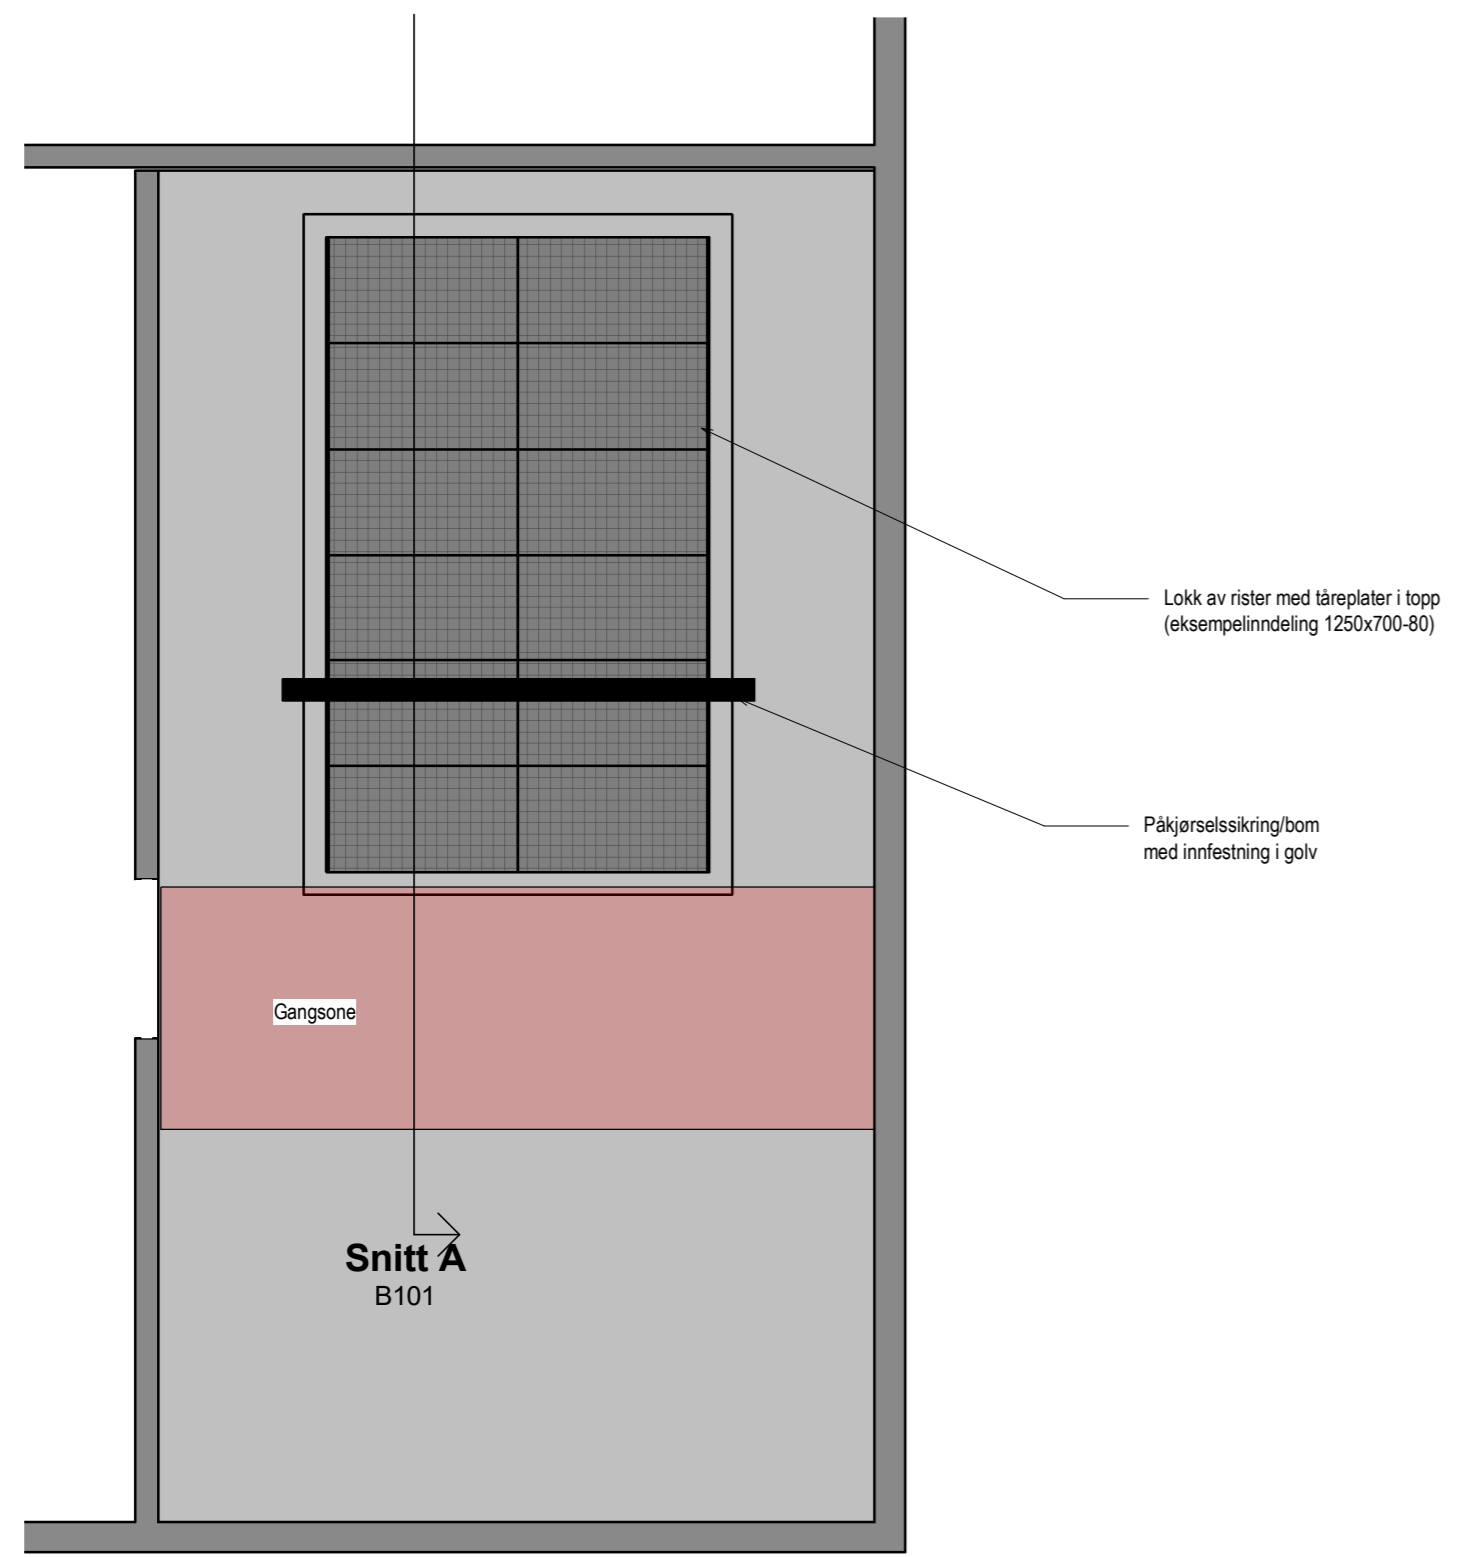 Lokk av rister med tåreplater i topp
(eksempelinndeling 1250x700-80)
Påkjørselssikring/bom
med innfestning i golv
Gangsone
Snitt A
B101